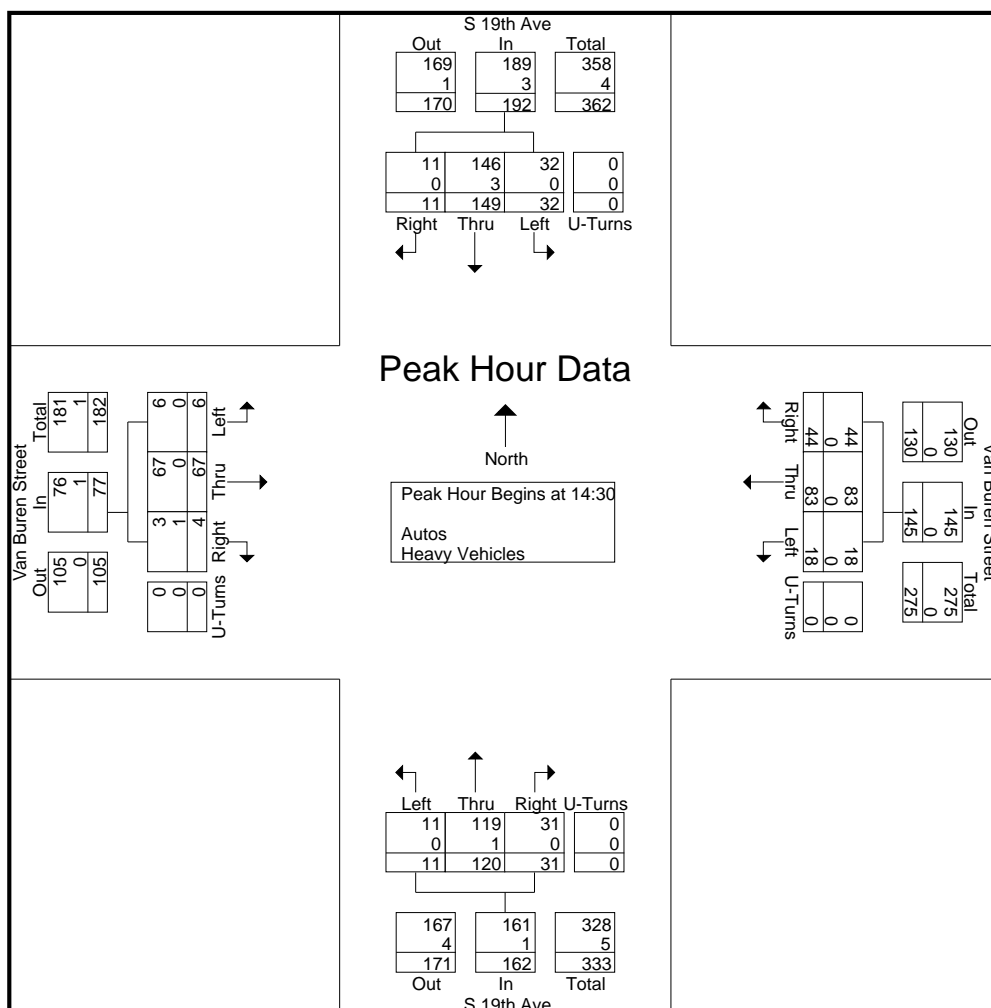 S 19th Ave
Out In Total
169 189 358
1 3 4
170 192 362
11 146 32 0
0 3 0 0
11 149 32 0
Right Thru Left U-Turns
Peak Hour Data
North
Peak Hour Begins at 14:30
Autos
Heavy Vehicles
Van Buren Street
Total In Out
181 76 105
1 1 0
182 77 105
6 67 3 0
0 0 1 0
6 67 4 0
Left Thru Right U-Turns
Van Buren Street
Out In Total
130 145 275
0 0 0
130 145 275
44 83 18 0
0 0 0 0
44 83 18 0
Right Thru Left U-Turns
Left Thru Right U-Turns
11 119 31 0
0 1 0 0
11 120 31 0
167 161 328
4 1 5
171 162 333
Out In Total
S 19th Ave